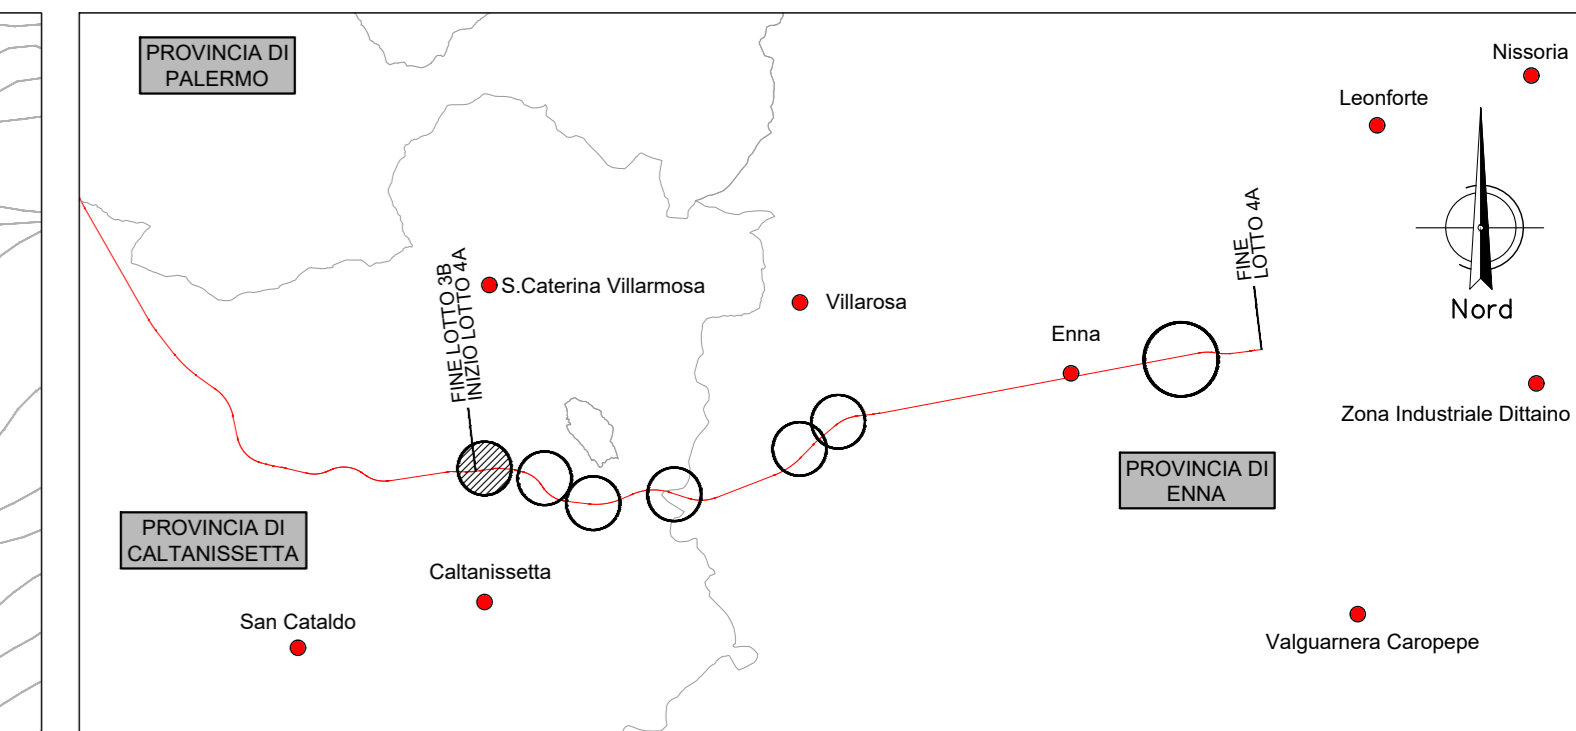 PROVINCIA DI
PALERMO
Nissoria
Leonforte
FINE
LOTTO 4A
FINE LOTTO 3B
INIZIO LOTTO 4A
S.Caterina Villarmosa
Villarosa
Nord
Enna
Zona Industriale Dittaino
PROVINCIA DI
ENNA
PROVINCIA DI
CALTANISSETTA
Caltanissetta
San Cataldo
Valguarnera Caropepe